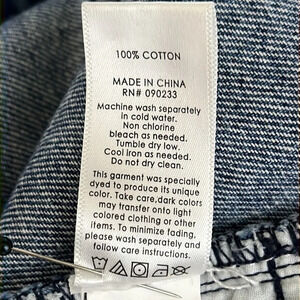 100% COTTON
MADE IN CHINA
RN# 090233
Machine wash separately
in cold water.
Non chlorine
bleach as needed.
Tumble dry low.
Cool iron as needed.
Do not dry clean.
This garment was specially
dyed to produce its unique
color. Take care,dark colors
may transfer onto light
colored clothing or other
items. To minimize fading,
please wash separately and
follow care instructions.